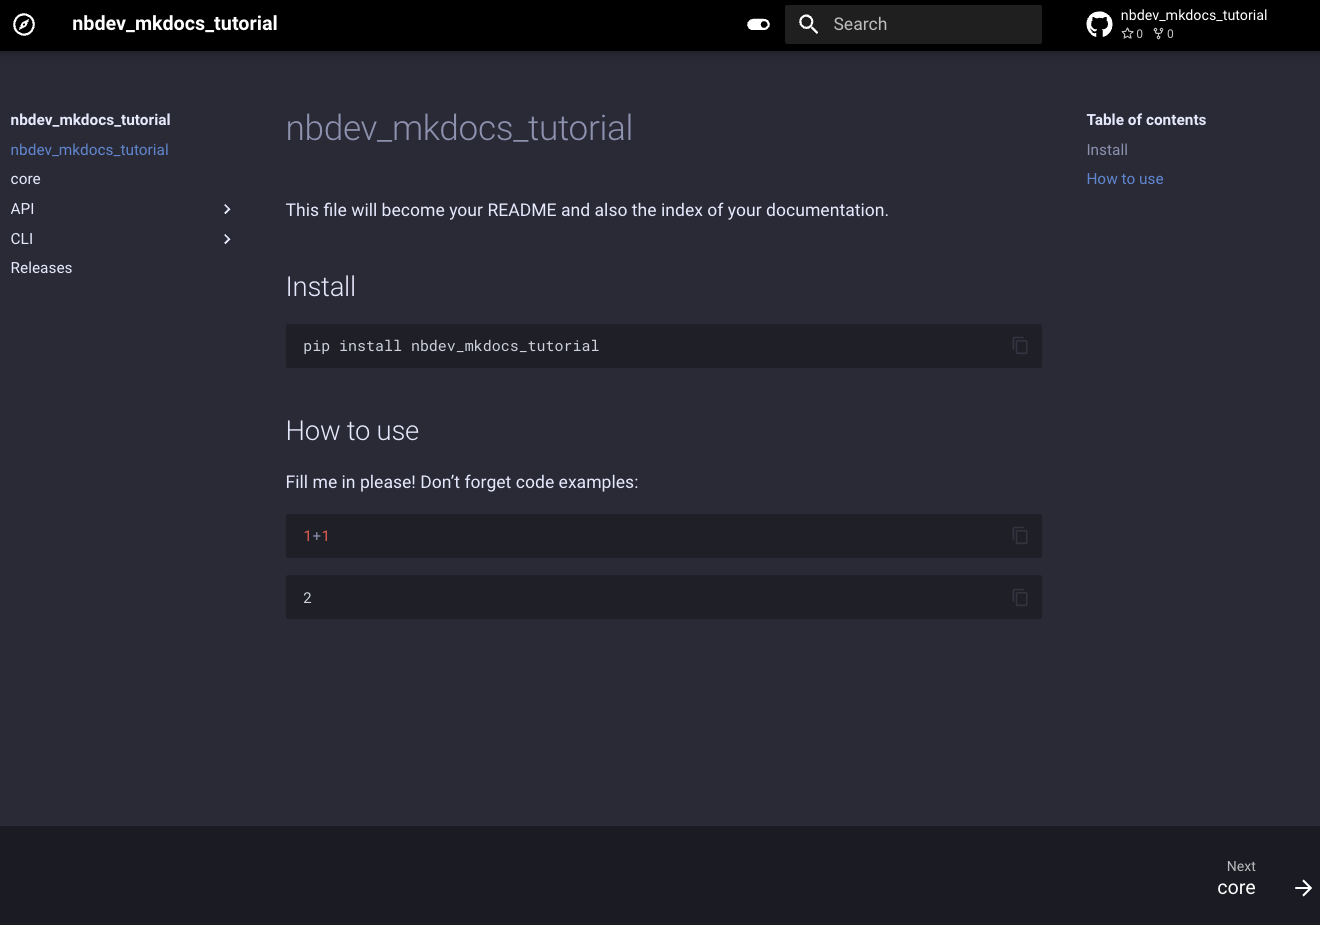 nbdev_mkdocs_tutorial
Search
nbdev_mkdocs_tutorial
0 0
nbdev_mkdocs_tutorial
nbdev_mkdocs_tutorial
core
API
CLI
Releases
nbdev_mkdocs_tutorial
This file will become your README and also the index of your documentation.
Install
pip install nbdev_mkdocs_tutorial
How to use
Fill me in please! Don’t forget code examples:
1+1
2
Table of contents
Install
How to use
Next
core